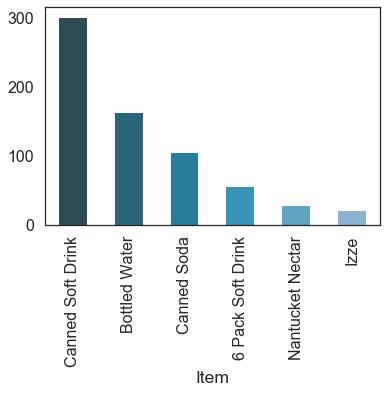 300
200
100
0
Canned Soft Drink
Bottled Water
Canned Soda
6 Pack Soft Drink
Nantucket Nectar
Izze
Item